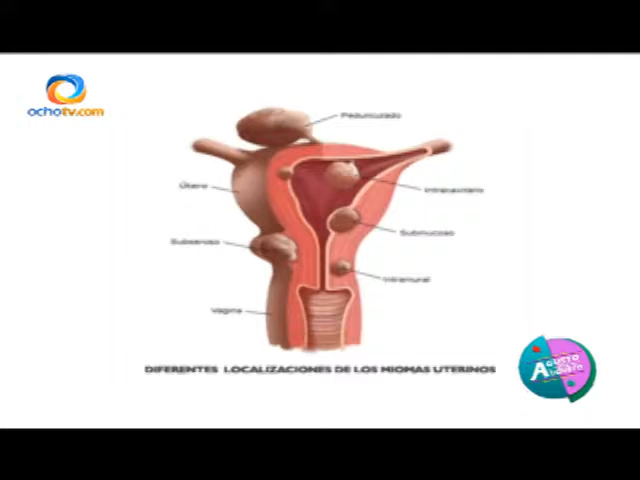 ochotv.com
Pedunculado
Útero
Intracavitario
Submucoso
Subseroso
Intramural
Vagina
DIFERENTES LOCALIZACIONES DE LOS MIOMAS UTERINOS